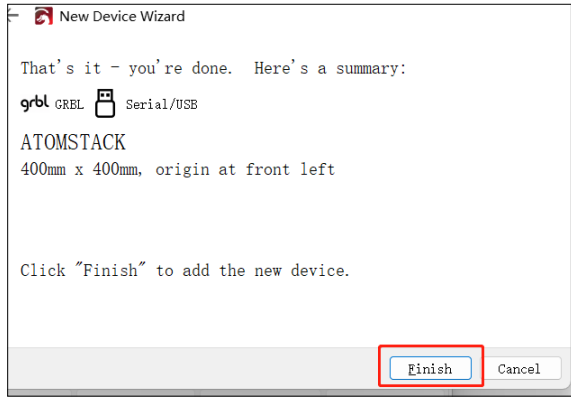 New Device Wizard
That's it - you're done. Here's a summary:
grbl GRBL Serial/USB
ATOMSTACK
400mm x 400mm, origin at front left
Click "Finish" to add the new device.
Finish Cancel